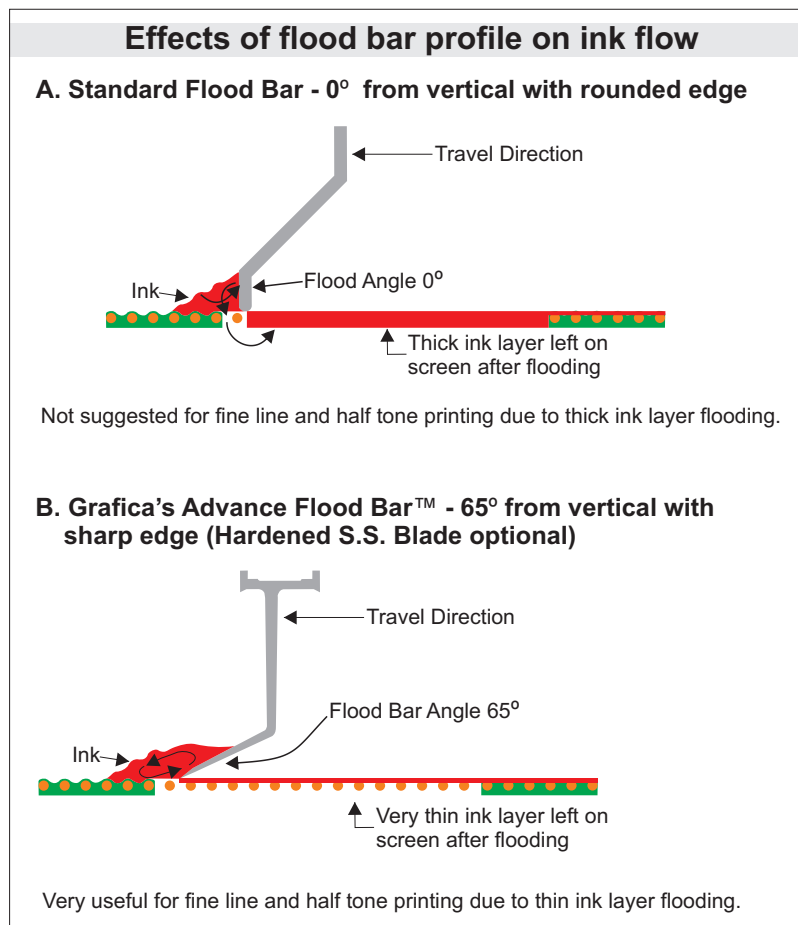 Effects of flood bar profile on ink flow
A. Standard Flood Bar - 0º from vertical with rounded edge
Travel Direction
Ink
Flood Angle 0º
Thick ink layer left on
screen after flooding
Not suggested for fine line and half tone printing due to thick ink layer flooding.
B. Grafica's Advance Flood Bar™ - 65º from vertical with
sharp edge (Hardened S.S. Blade optional)
Travel Direction
Flood Bar Angle 65º
Ink
Very thin ink layer left on
screen after flooding
Very useful for fine line and half tone printing due to thin ink layer flooding.